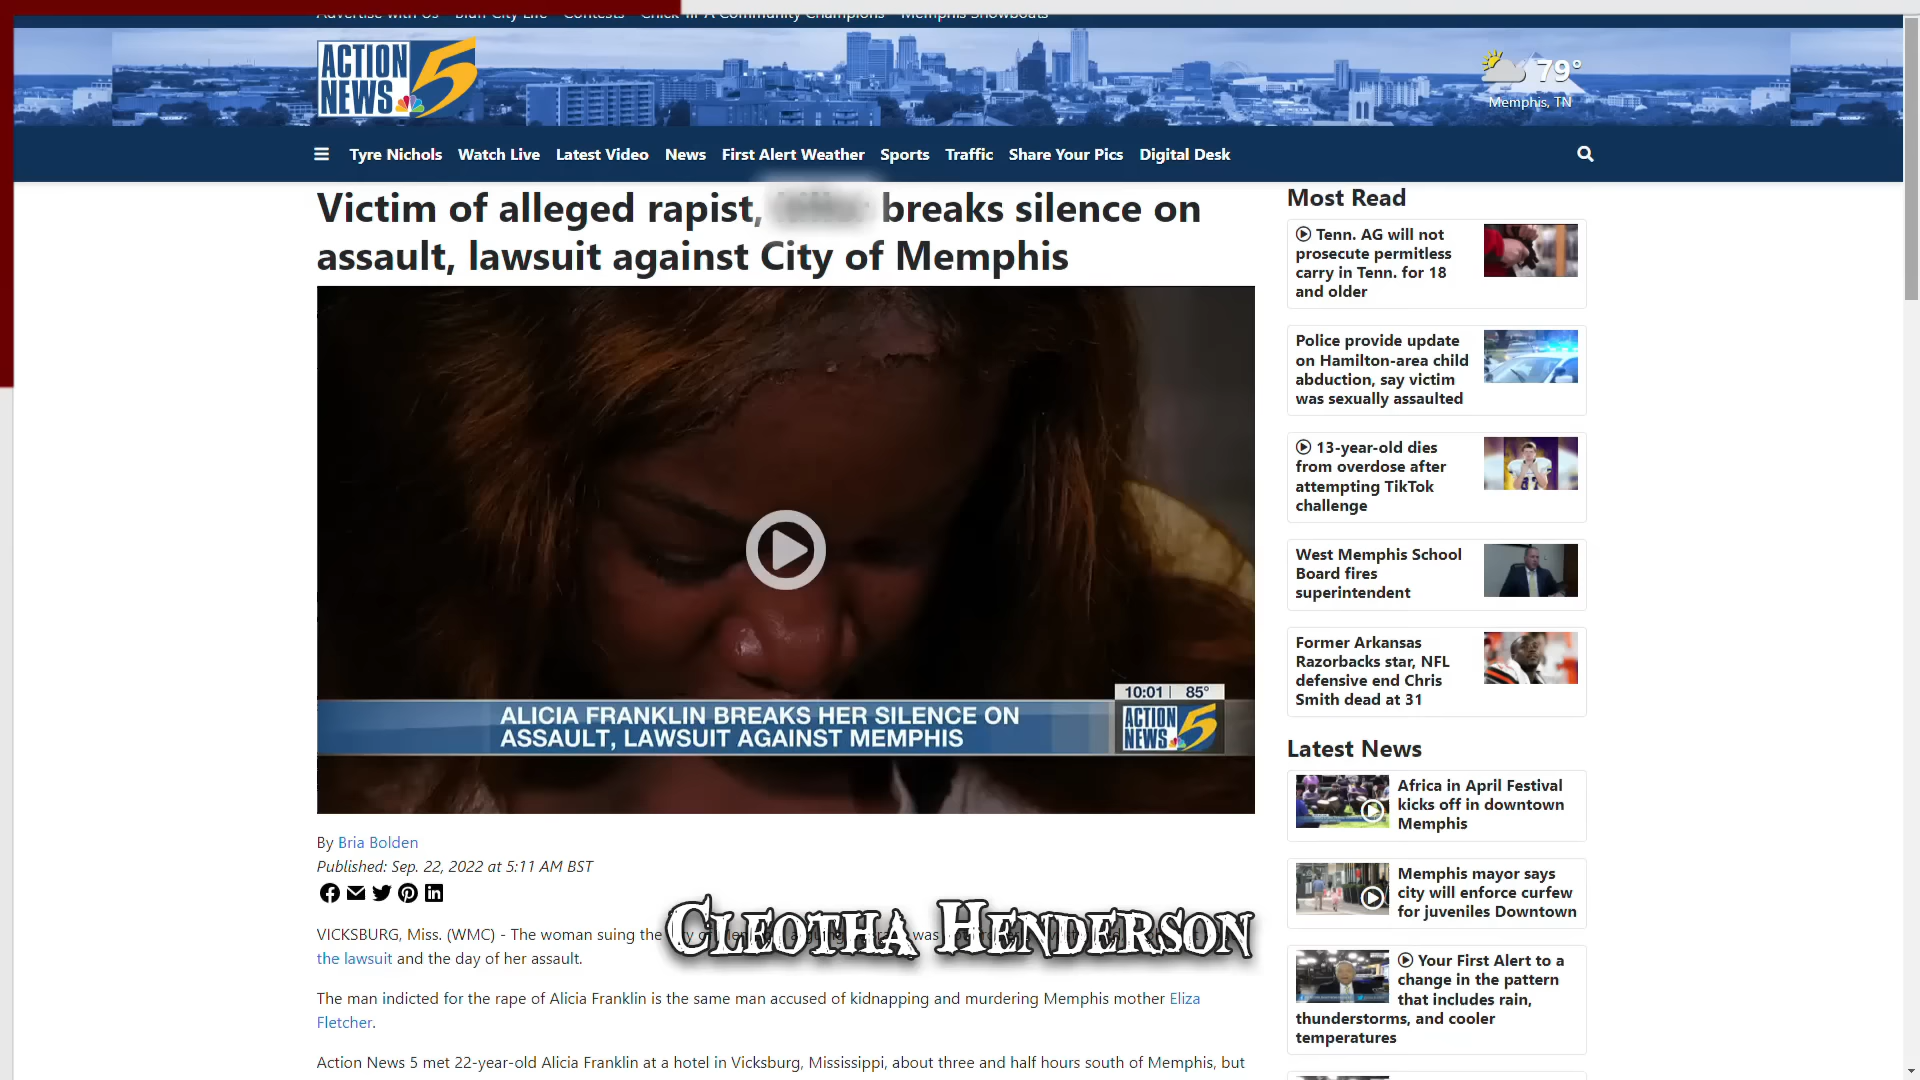 Advertise With Us Bluff City Life Contests Chick-fil-A Community Champions Memphis Showboats
ACTION
NEWS 5
79°
Memphis, TN
Tyre Nichols Watch Live Latest Video News First Alert Weather Sports Traffic Share Your Pics Digital Desk
Victim of alleged rapist, breaks silence on
assault, lawsuit against City of Memphis
10:01 85°
ALICIA FRANKLIN BREAKS HER SILENCE ON
ASSAULT, LAWSUIT AGAINST MEMPHIS
ACTION
NEWS 5
By Bria Bolden
Published: Sep. 22, 2022 at 5:11 AM BST
Cleotha Henderson
VICKSBURG, Miss. (WMC) - The woman suing the was
the lawsuit and the day of her assault.
The man indicted for the rape of Alicia Franklin is the same man accused of kidnapping and murdering Memphis mother Eliza
Fletcher.
Action News 5 met 22-year-old Alicia Franklin at a hotel in Vicksburg, Mississippi, about three and half hours south of Memphis, but
Most Read
Tenn. AG will not
prosecute permitless
carry in Tenn. for 18
and older
Police provide update
on Hamilton-area child
abduction, say victim
was sexually assaulted
13-year-old dies
from overdose after
attempting TikTok
challenge
West Memphis School
Board fires
superintendent
Former Arkansas
Razorbacks star, NFL
defensive end Chris
Smith dead at 31
Latest News
Africa in April Festival
kicks off in downtown
Memphis
Memphis mayor says
city will enforce curfew
for juveniles Downtown
Your First Alert to a
change in the pattern
that includes rain,
thunderstorms, and cooler
temperatures